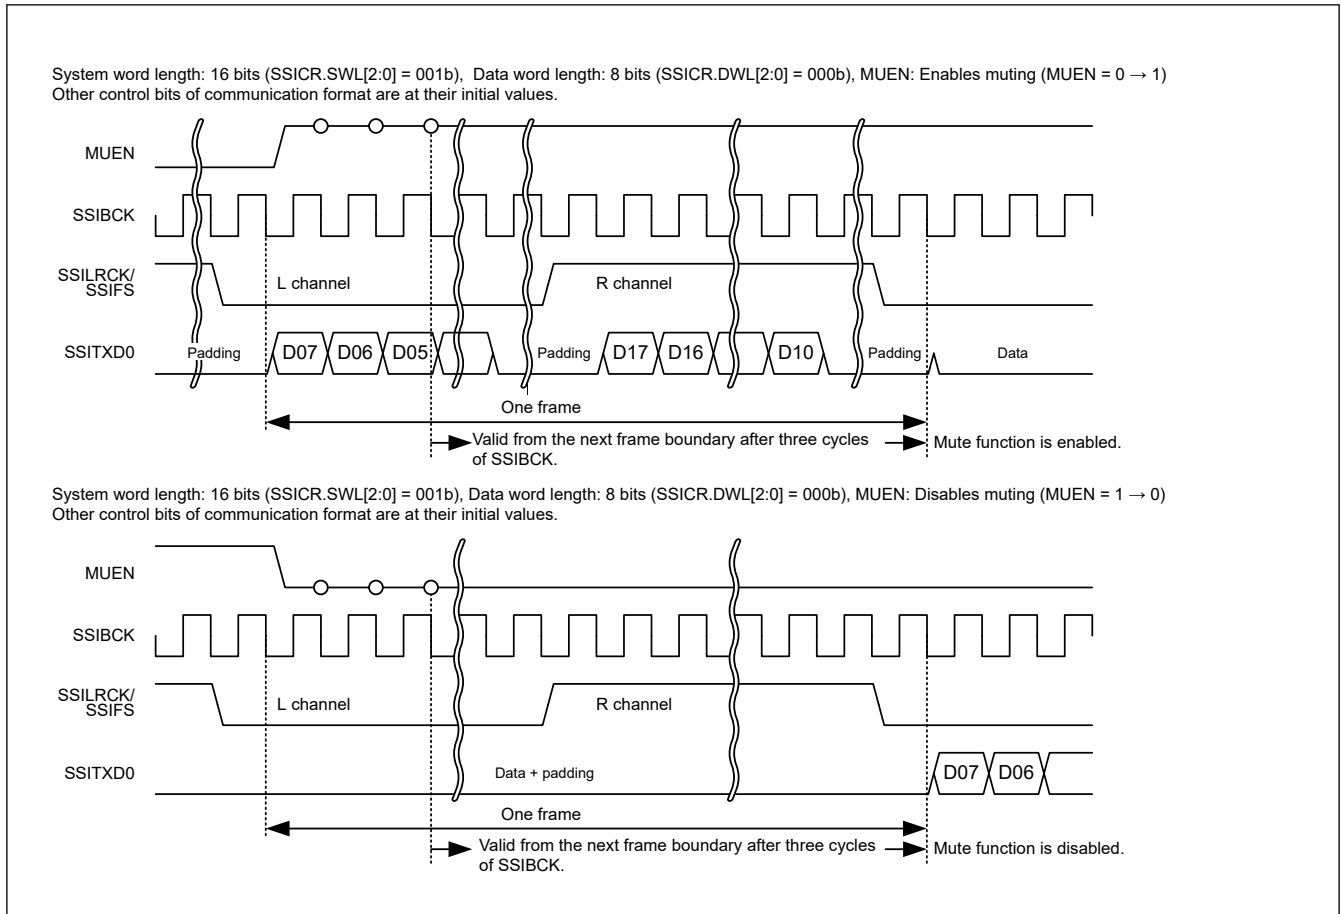 System word length: 16 bits (SSICR.SWL[2:0] = 001b), Data word length: 8 bits (SSICR.DWL[2:0] = 000b), MUEN: Enables muting (MUEN = 0 → 1)
Other control bits of communication format are at their initial values.
MUEN
SSIBCK
SSILRCK/
SSIFS
L channel
R channel
SSITXD0
Padding
D07
D06
D05
Padding
D17
D16
D10
Padding
Data
One frame
Valid from the next frame boundary after three cycles
of SSIBCK.
Mute function is enabled.
System word length: 16 bits (SSICR.SWL[2:0] = 001b), Data word length: 8 bits (SSICR.DWL[2:0] = 000b), MUEN: Disables muting (MUEN = 1 → 0)
Other control bits of communication format are at their initial values.
MUEN
SSIBCK
SSILRCK/
SSIFS
L channel
R channel
SSITXD0
Data + padding
D07
D06
One frame
Valid from the next frame boundary after three cycles
of SSIBCK.
Mute function is disabled.